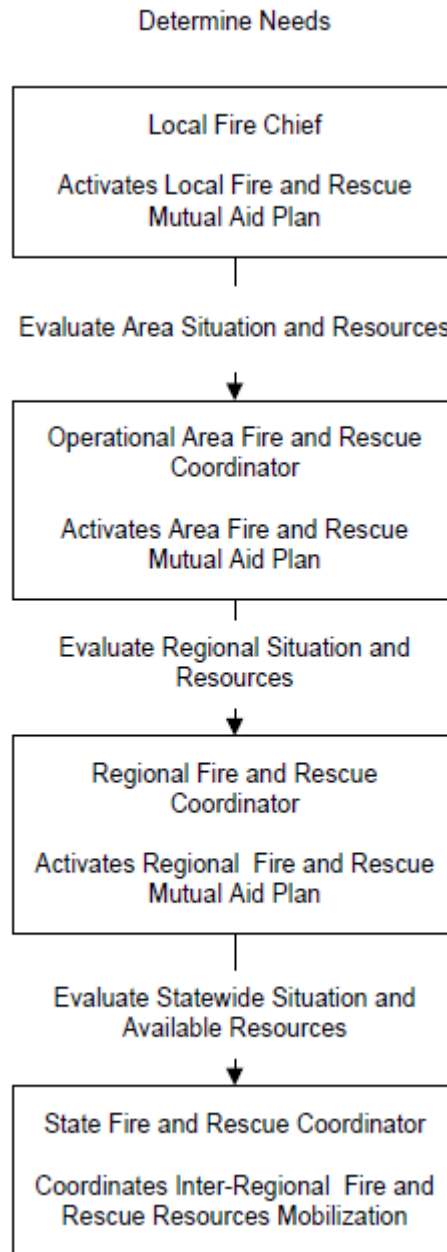 Determine Needs
Local Fire Chief
Activates Local Fire and Rescue
Mutual Aid Plan
Evaluate Area Situation and Resources
Operational Area Fire and Rescue
Coordinator
Activates Area Fire and Rescue
Mutual Aid Plan
Evaluate Regional Situation and
Resources
Regional Fire and Rescue
Coordinator
Activates Regional  Fire and Rescue
Mutual Aid Plan
Evaluate Statewide Situation and
Available Resources
State Fire and Rescue Coordinator
Coordinates Inter-Regional  Fire and
Rescue Resources Mobilization